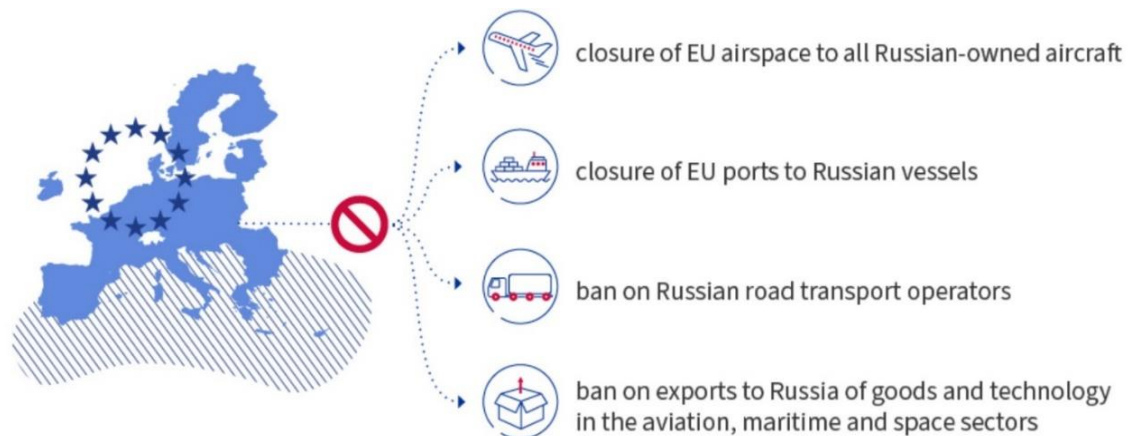 closure of EU airspace to all Russian-owned aircraft
closure of EU ports to Russian vessels
ban on Russian road transport operators
ban on exports to Russia of goods and technology
in the aviation, maritime and space sectors